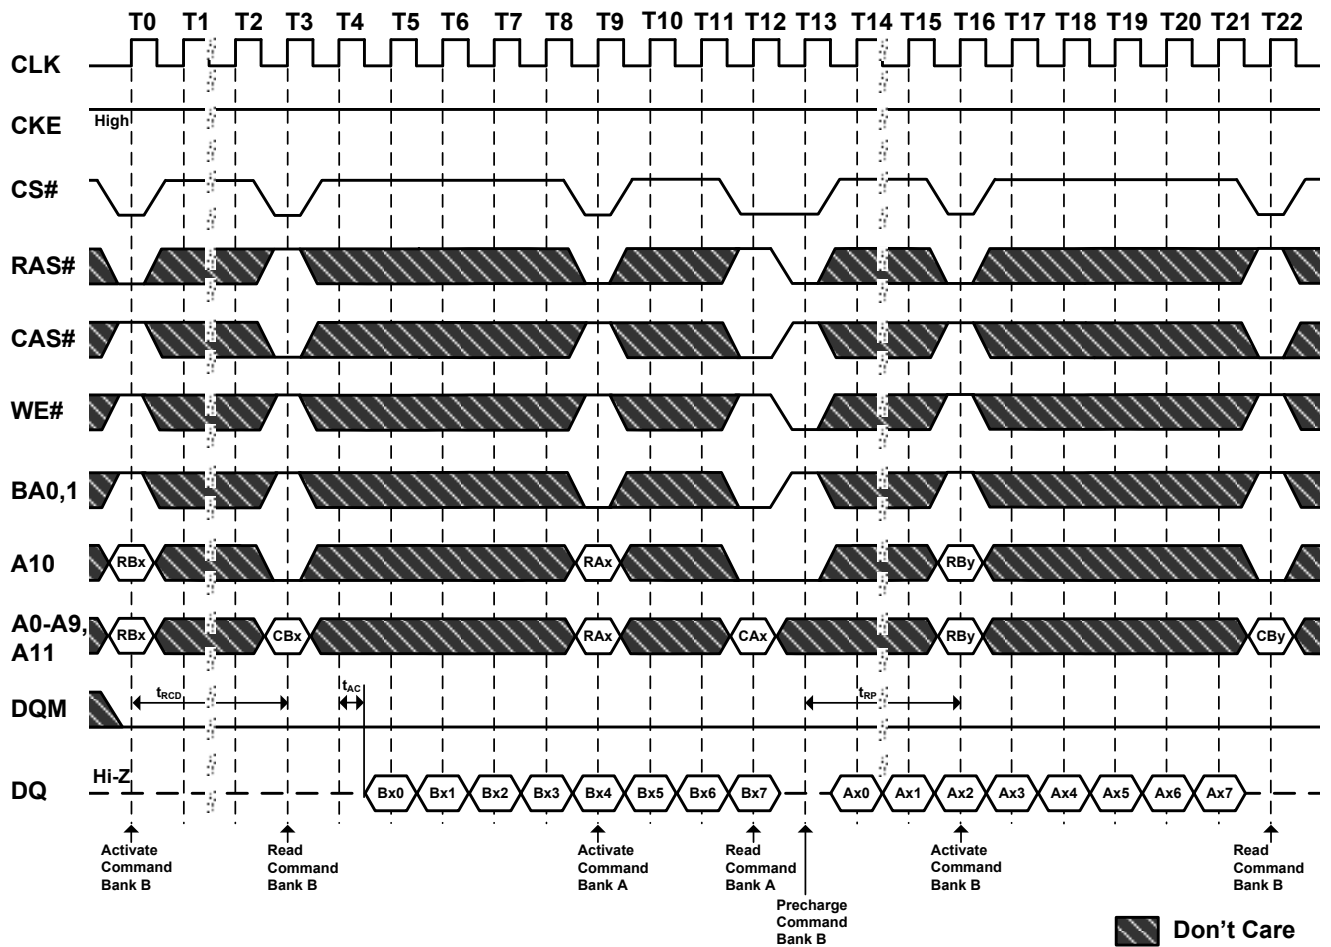 T0 T1 T2 T3 T4 T5 T6 T7 T8 T9 T10 T11 T12 T13 T14 T15 T16 T17 T18 T19 T20 T21 T22
CLK
CKE High
CS#
RAS#
CAS#
WE#
BA0,1
A10 RBx RAx RBy
A0-A9,
A11 RBx CBx RAx CAx RBy CBy
tRCD tAC tRP
DQM
Hi-Z
DQ Bx0 Bx1 Bx2 Bx3 Bx4 Bx5 Bx6 Bx7 Ax0 Ax1 Ax2 Ax3 Ax4 Ax5 Ax6 Ax7
Activate
Command
Bank B
Read
Command
Bank B
Activate
Command
Bank A
Read
Command
Bank A
Precharge
Command
Bank B
Activate
Command
Bank B
Read
Command
Bank B
Don't Care